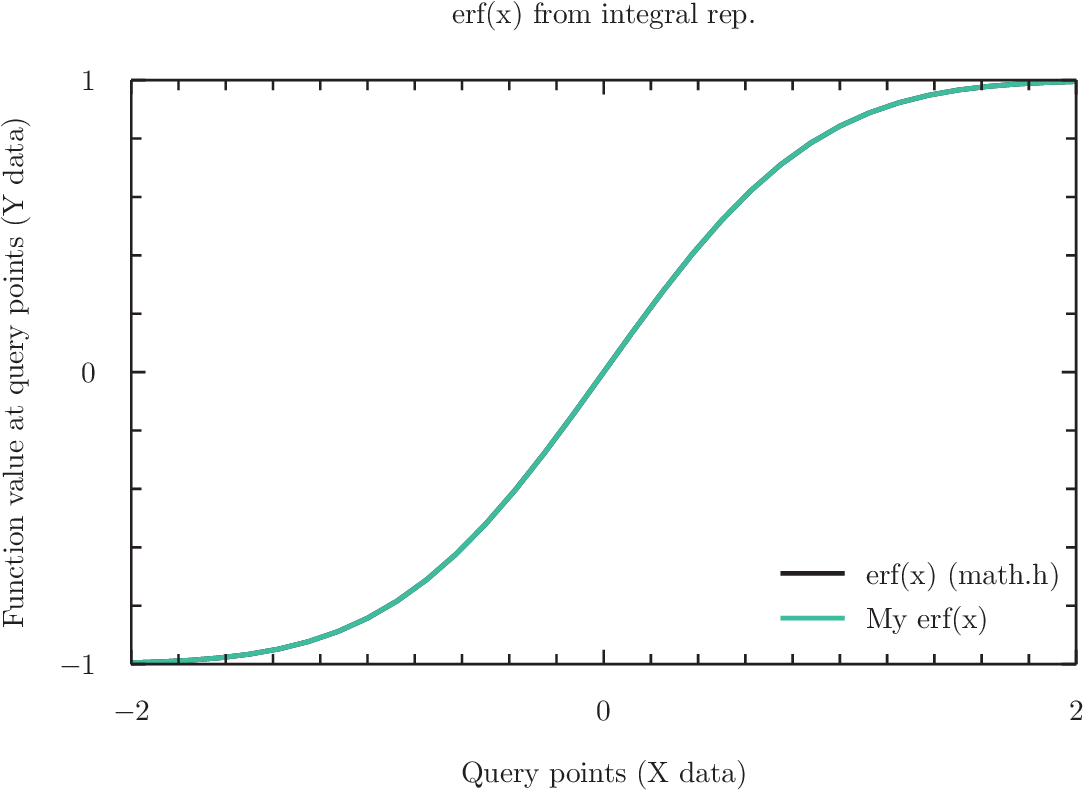 erf(x) from integral rep.
Function value at query points (Y data)
1
0
−1
erf(x) (math.h)
My erf(x)
−2
0
2
Query points (X data)